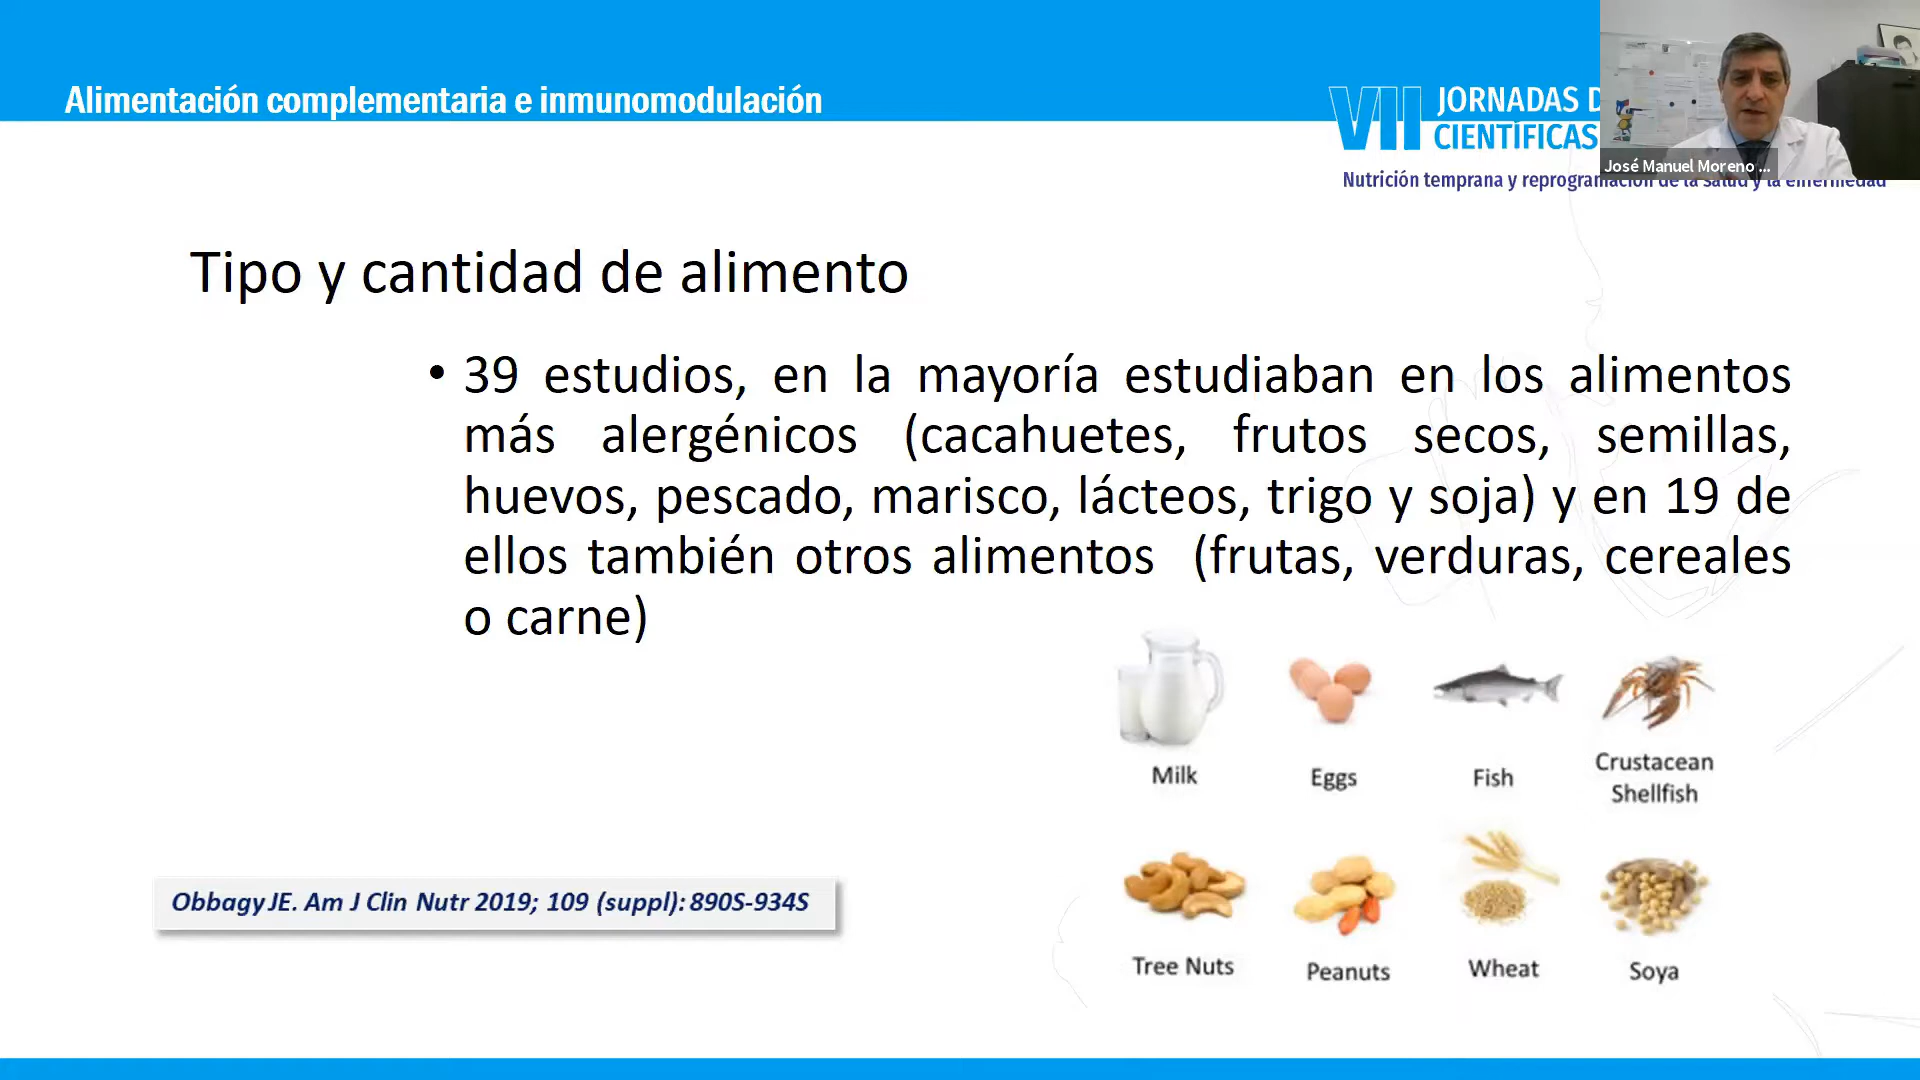 Alimentación complementaria e inmunomodulación
VII JORNADAS
CIENTÍFICAS
José Manuel Moreno ...
Nutrición temprana y reprogramación de la salud y la enfermedad
Tipo y cantidad de alimento
• 39 estudios, en la mayoría estudiaban en los alimentos
más alergénicos (cacahuetes, frutos secos, semillas,
huevos, pescado, marisco, lácteos, trigo y soja) y en 19 de
ellos también otros alimentos (frutas, verduras, cereales
o carne)
Milk
Eggs
Fish
Crustacean
Shellfish
Tree Nuts
Peanuts
Wheat
Soya
Obbagy JE. Am J Clin Nutr 2019; 109 (suppl): 890S-934S